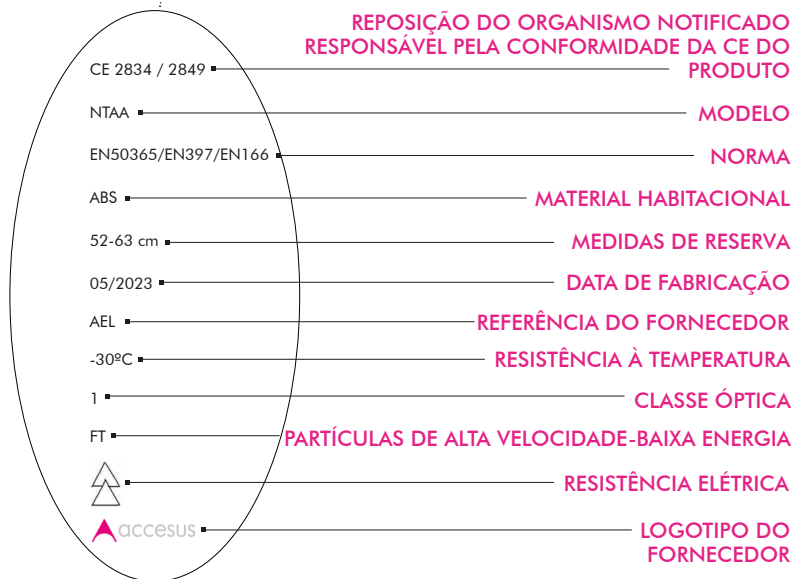 REPOSIÇÃO DO ORGANISMO NOTIFICADO
RESPONSÁVEL PELA CONFORMIDADE DA CE DO
CE 2834 / 2849 PRODUTO
NTAA MODELO
EN50365/EN397/EN166 NORMA
ABS MATERIAL HABITACIONAL
52-63 cm MEDIDAS DE RESERVA
05/2023 DATA DE FABRICAÇÃO
AEL REFERÊNCIA DO FORNECEDOR
-30ºC RESISTÊNCIA À TEMPERATURA
1 CLASSE ÓPTICA
FT PARTÍCULAS DE ALTA VELOCIDADE-BAIXA ENERGIA
RESISTÊNCIA ELÉTRICA
accesus LOGOTIPO DO
FORNECEDOR